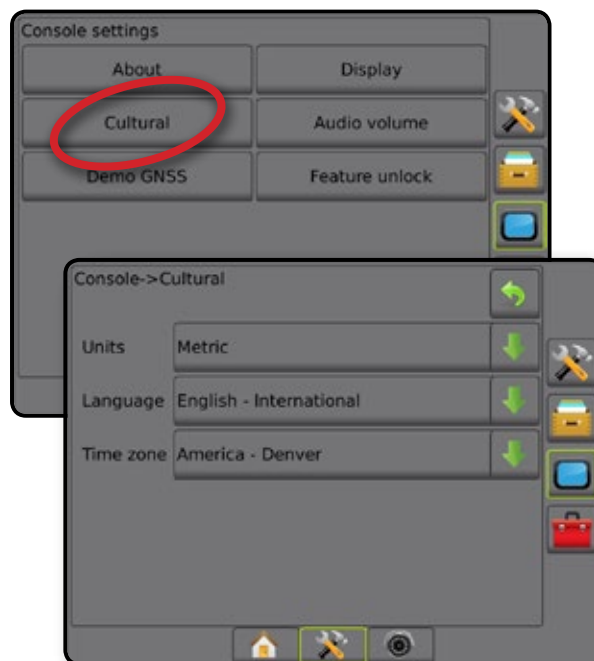 Console settings
About Display
Cultural Audio volume
Demo GNSS Feature unlock
Console->Cultural
Units Metric
Language English - International
Time zone America - Denver